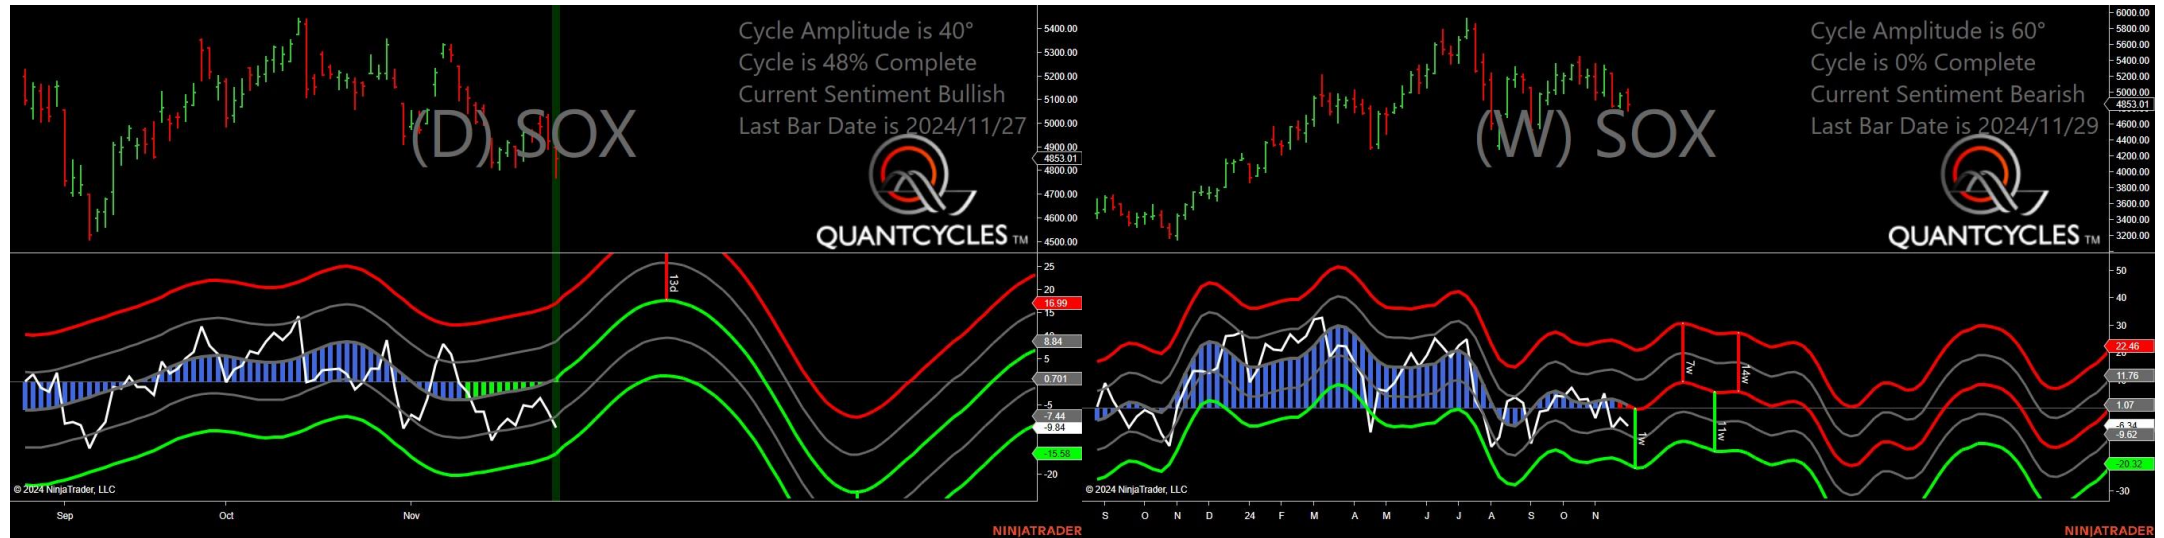 Cycle Amplitude is 40°
Cycle is 48% Complete
Current Sentiment Bullish
Last Bar Date is 2024/11/27
(D) SOX
QUANTCYCLES TM
5400.00
5300.00
5200.00
5100.00
5000.00
4900.00
4853.01
4800.00
4700.00
4600.00
4500.00
13d
25
20
16.99
15
8.84
5
0.701
-5
-7.44
-9.84
-15.58
-20
© 2024 NinjaTrader, LLC
Sep Oct Nov
NINJATRADER
Cycle Amplitude is 60°
Cycle is 0% Complete
Current Sentiment Bearish
Last Bar Date is 2024/11/29
(W) SOX
QUANTCYCLES TM
6000.00
5800.00
5600.00
5400.00
5200.00
5000.00
4853.01
4600.00
4400.00
4200.00
4000.00
3800.00
3600.00
3400.00
3200.00
7w
14w
1w
11w
50
40
30
22.46
20
11.76
1.07
-6.34
-9.62
-20.32
-30
© 2024 NinjaTrader, LLC
S O N D 24 F M A M J J A S O N
NINJATRADER